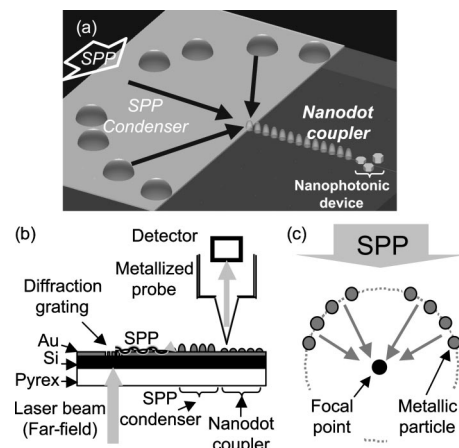 (a)
SPP
SPP
Condenser
Nanodot
coupler
Nanophotonic
device
(b)
Detector
Metallized
probe
Diffraction
grating
SPP
Au
Si
Pyrex
Laser beam
(Far-field)
SPP
condenser
Nanodot
coupler
(c)
SPP
Focal
point
Metallic
particle